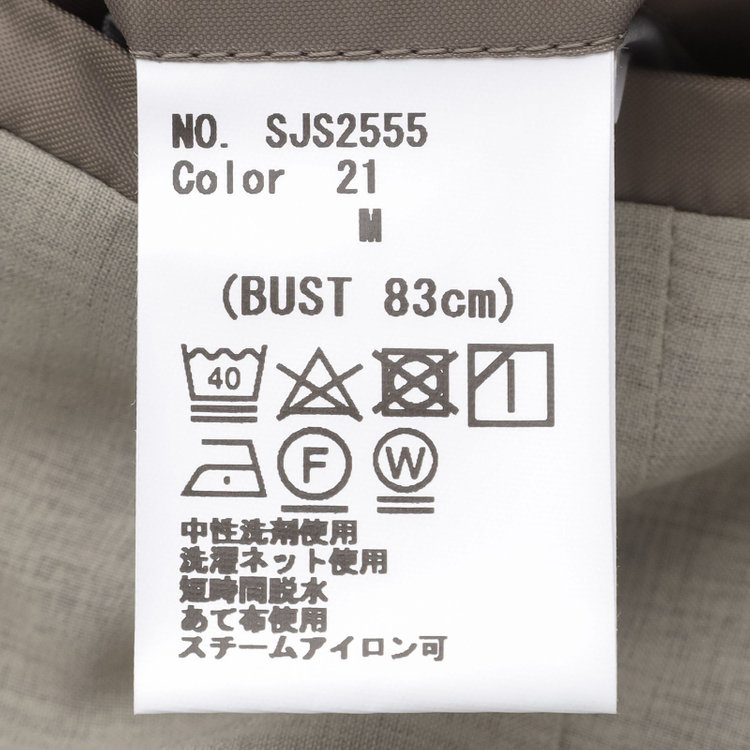 NO. SJS2555
Color 21
M
(BUST 83cm)
40
F W
中性洗剤使用
洗濯ネット使用
短時間脱水
あて布使用
スチームアイロン可